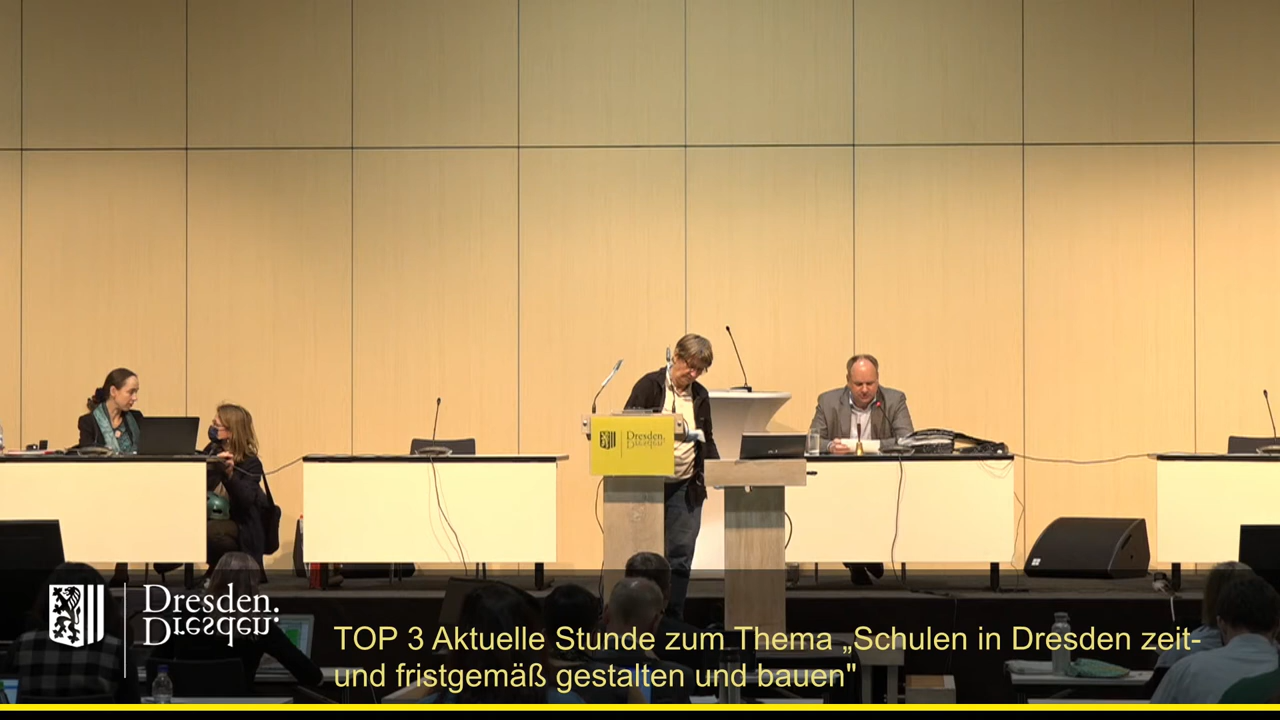 Dresden.
Dresden.
Dresden.
Dresden.
TOP 3 Aktuelle Stunde zum Thema „Schulen in Dresden zeit-
und fristgemäß gestalten und bauen"